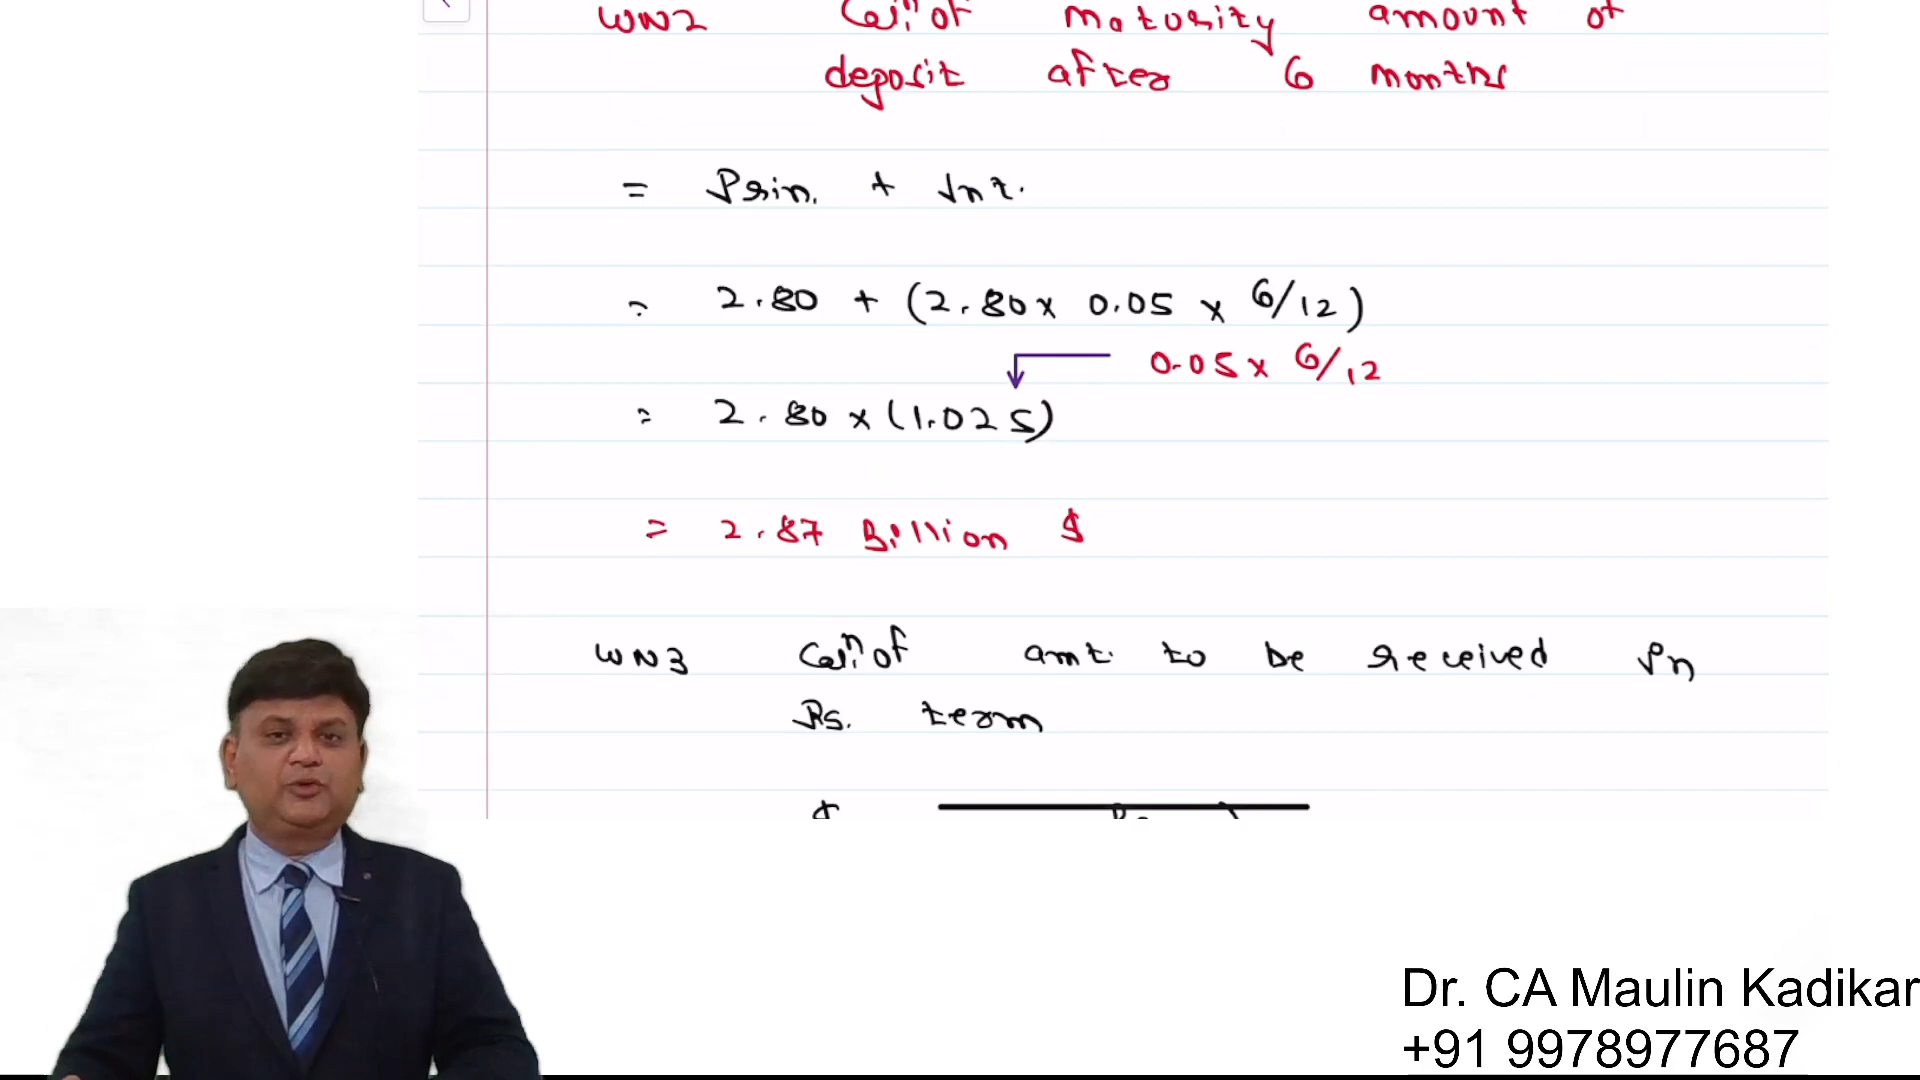 WN2 Caln of maturity amount of
deposit after 6 months
= Prin. + Int.
= 2.80 + (2.80 x 0.05 x 6/12)
0.05 x 6/12
= 2.80 x (1.025)
= 2.87 Billion $
WN3 Caln of amt. to be received in
Rs. term
Dr. CA Maulin Kadikar
+91 9978977687